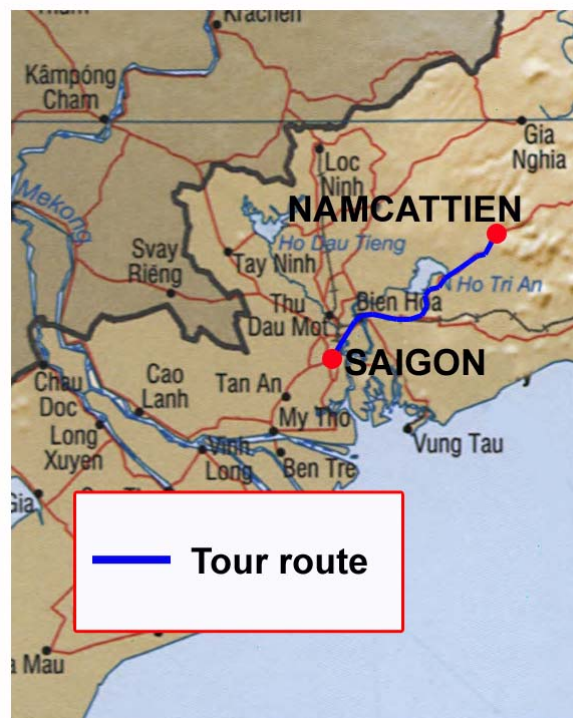 Krachen
Kâmpóng
Cham
Gia
Nghia
Loc
Ninh
Mekong
NAMCATTIEN
Ho Dau Tieng
Svay
Riêng
Tay Ninh
Ho Tri An
Thu
Dau Mot
Bien Hoa
SAIGON
Chau
Doc
Cao
Lanh
Tan An
Long
Xuyen
My Tho
Vung Tau
Vinh
Long
Ben Tre
Gia
Tour route
Mau